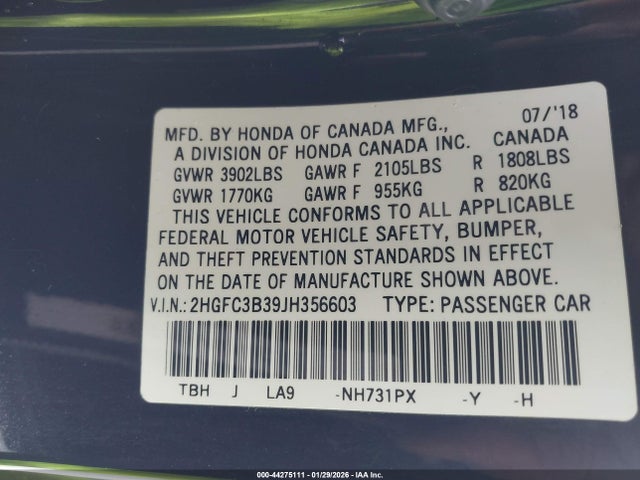 07/'18
MFD. BY HONDA OF CANADA MFG., CANADA
A DIVISION OF HONDA CANADA INC.
GVWR 3902LBS GAWR F 2105LBS R 1808LBS
GVWR 1770KG GAWR F 955KG R 820KG
THIS VEHICLE CONFORMS TO ALL APPLICABLE
FEDERAL MOTOR VEHICLE SAFETY, BUMPER,
AND THEFT PREVENTION STANDARDS IN EFFECT
ON THE DATE OF MANUFACTURE SHOWN ABOVE.
V.I.N.: 2HGFC3B39JH356603 TYPE: PASSENGER CAR
TBH J LA9 -NH731PX -Y -H
000-44275111 - 01/29/2026 - IAA Inc.